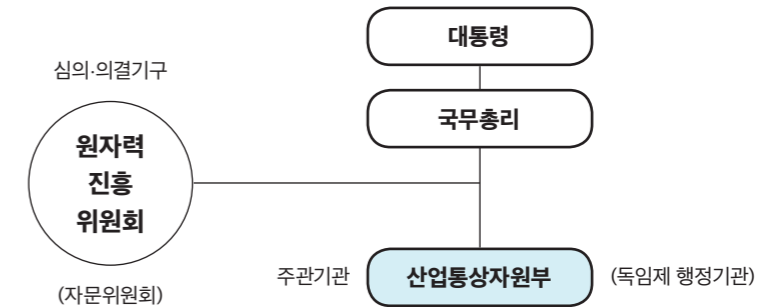 대통령
심의·의결기구
국무총리
원자력
진흥
위원회
주관기관
산업통상자원부
(독임제 행정기관)
(자문위원회)